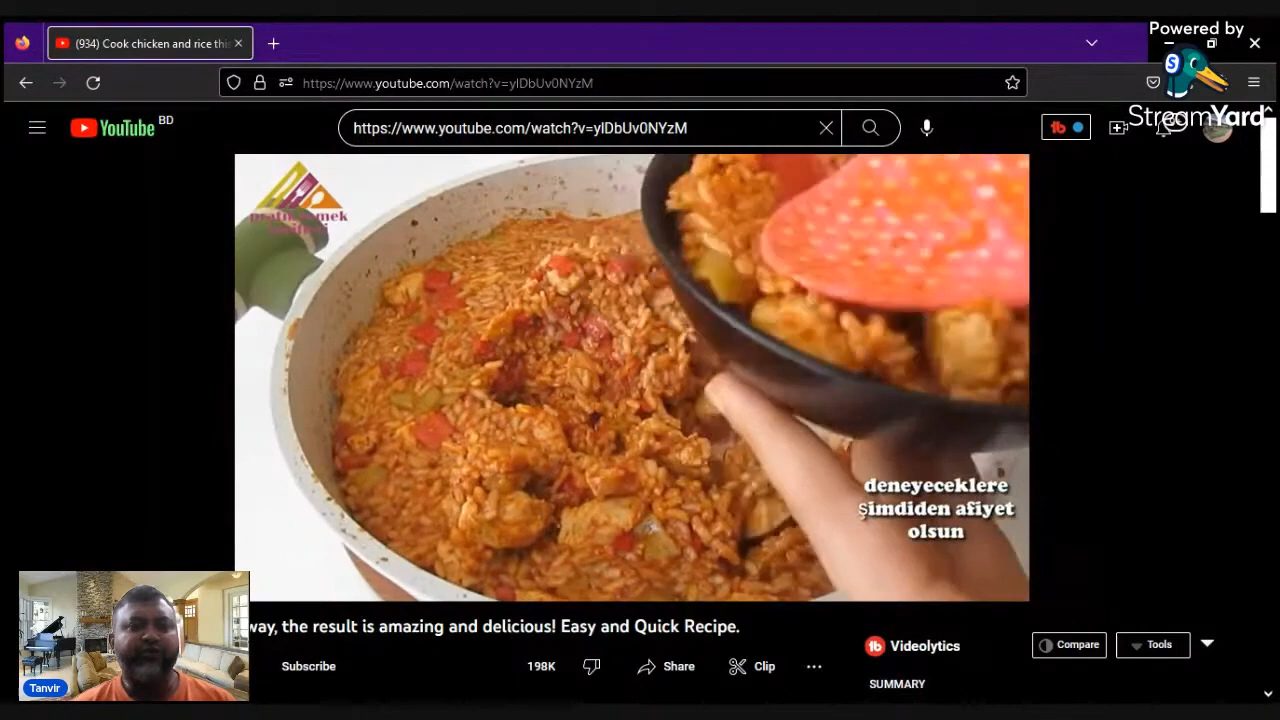 Powered by
(934) Cook chicken and rice this
https://www.youtube.com/watch?v=ylDbUv0NYzM
StreamYard
YouTube BD
https://www.youtube.com/watch?v=ylDbUv0NYzM
deneyeceklere
şimdiden afiyet
olsun
way, the result is amazing and delicious! Easy and Quick Recipe.
Videolytics
Compare
Tools
Subscribe
198K
Share
Clip
SUMMARY
Tanvir